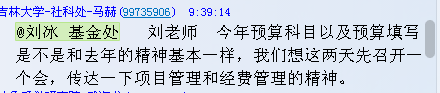 吉林大学-社科处-马赫(99735906) 9:39:14
@刘冰 基金处 刘老师 今年预算科目以及预算填写
是不是和去年的精神基本一样，我们想这两天先召开一
个会，传达一下项目管理和经费管理的精神。